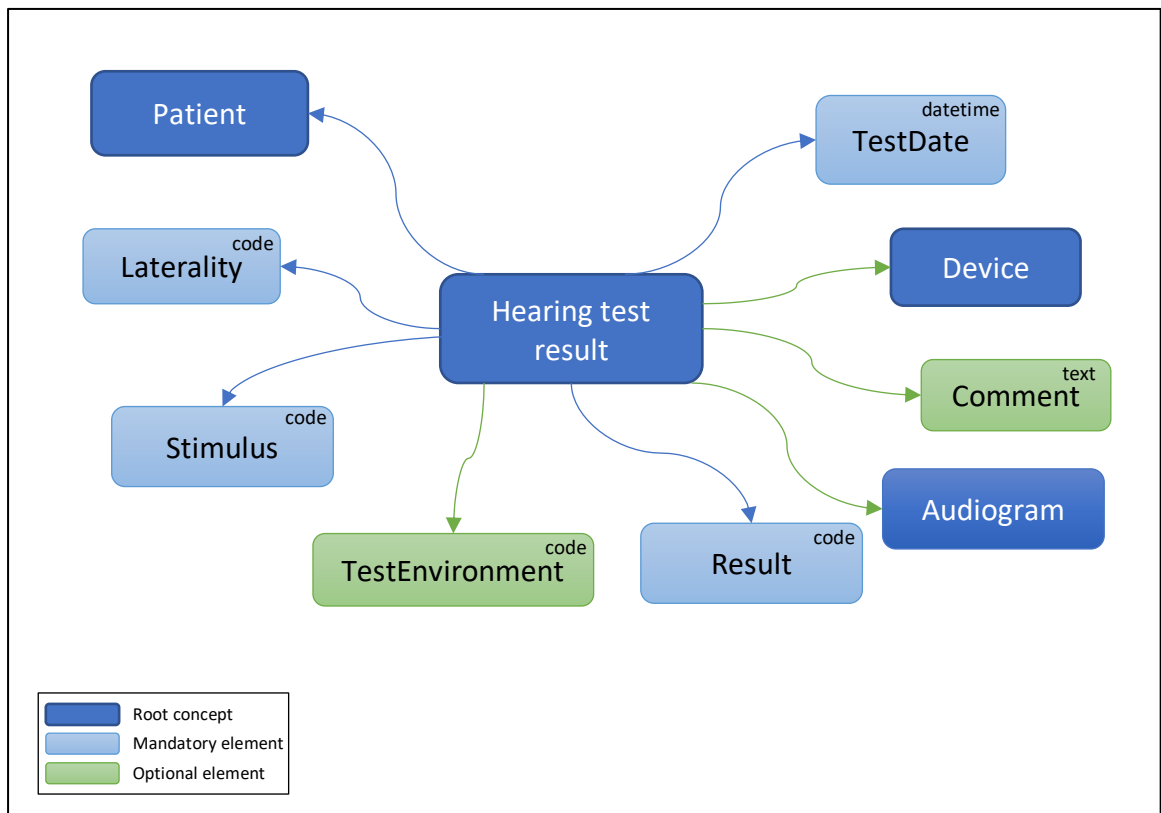 Patient
datetime
TestDate
code
Laterality
Device
Hearing test
result
text
Comment
code
Stimulus
Audiogram
code
TestEnvironment
code
Result
Root concept
Mandatory element
Optional element